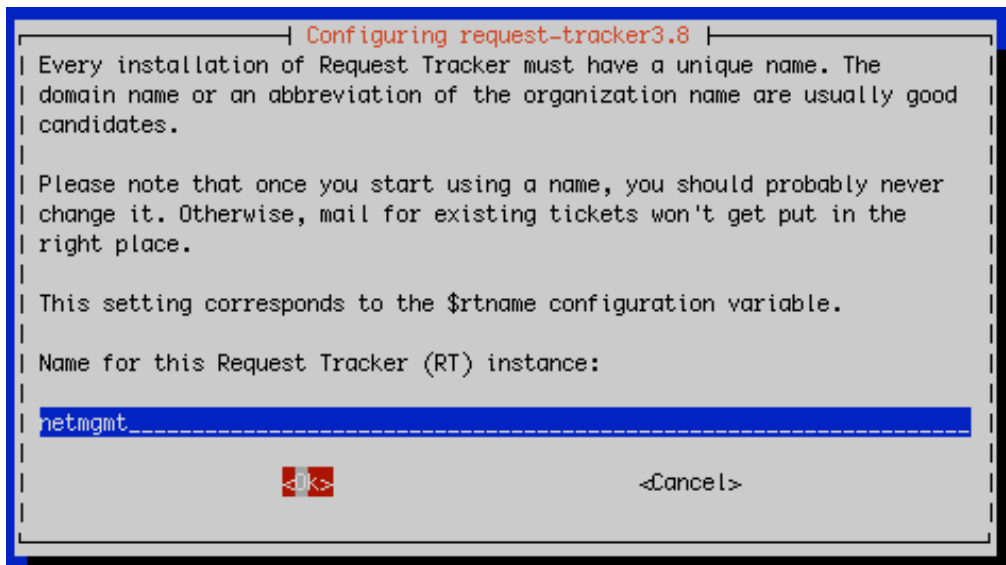 Configuring request-tracker3.8
Every installation of Request Tracker must have a unique name. The
domain name or an abbreviation of the organization name are usually good
candidates.
Please note that once you start using a name, you should probably never
change it. Otherwise, mail for existing tickets won't get put in the
right place.
This setting corresponds to the $rtname configuration variable.
Name for this Request Tracker (RT) instance:
netmgmt
<Ok> <Cancel>